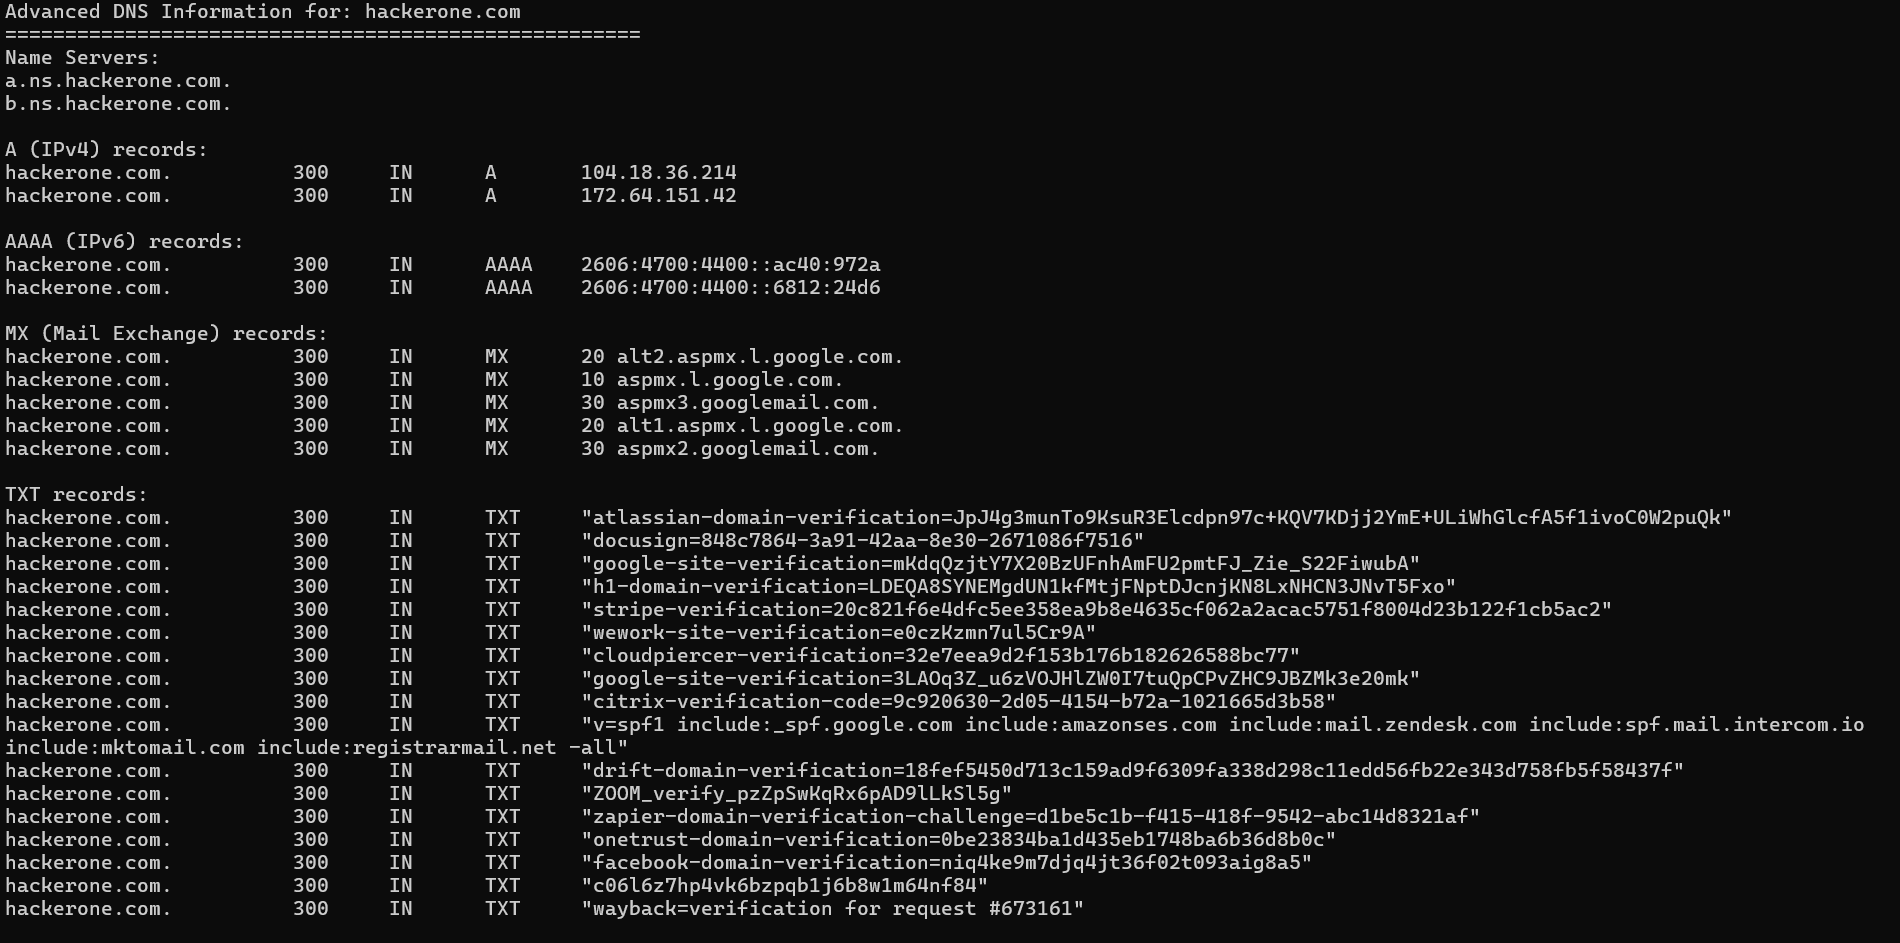 Advanced DNS Information for: hackerone.com
=====================================================
Name Servers:
a.ns.hackerone.com.
b.ns.hackerone.com.
A (IPv4) records:
hackerone.com. 300 IN A 104.18.36.214
hackerone.com. 300 IN A 172.64.151.42
AAAA (IPv6) records:
hackerone.com. 300 IN AAAA 2606:4700:4400::ac40:972a
hackerone.com. 300 IN AAAA 2606:4700:4400::6812:24d6
MX (Mail Exchange) records:
hackerone.com. 300 IN MX 20 alt2.aspmx.l.google.com.
hackerone.com. 300 IN MX 10 aspmx.l.google.com.
hackerone.com. 300 IN MX 30 aspmx3.googlemail.com.
hackerone.com. 300 IN MX 20 alt1.aspmx.l.google.com.
hackerone.com. 300 IN MX 30 aspmx2.googlemail.com.
TXT records:
hackerone.com. 300 IN TXT "atlassian-domain-verification=JpJ4g3munTo9KsuR3Elcdpn97c+KQV7KDjj2YmE+ULiWhGlcfA5f1ivoC0W2puQk"
hackerone.com. 300 IN TXT "docusign=848c7864-3a91-42aa-8e30-2671086f7516"
hackerone.com. 300 IN TXT "google-site-verification=mKdqQzjtY7X20BzUFnhAmFU2pmtFJ_Zie_S22FiwubA"
hackerone.com. 300 IN TXT "h1-domain-verification=LDEQA8SYNEMgdUN1kfMtjFNptDJcnjKN8LxNHCN3JNvT5Fxo"
hackerone.com. 300 IN TXT "stripe-verification=20c821f6e4dfc5ee358ea9b8e4635cf062a2acac5751f8004d23b122f1cb5ac2"
hackerone.com. 300 IN TXT "wework-site-verification=e0czKzmn7ul5Cr9A"
hackerone.com. 300 IN TXT "cloudpiercer-verification=32e7eea9d2f153b176b182626588bc77"
hackerone.com. 300 IN TXT "google-site-verification=3LAOq3Z_u6zVOJHlZW0I7tuQpCPvZHC9JBZMk3e20mk"
hackerone.com. 300 IN TXT "citrix-verification-code=9c920630-2d05-4154-b72a-1021665d3b58"
hackerone.com. 300 IN TXT "v=spf1 include:_spf.google.com include:amazonses.com include:mail.zendesk.com include:spf.mail.intercom.io
include:mktomail.com include:registrarmail.net -all"
hackerone.com. 300 IN TXT "drift-domain-verification=18fef5450d713c159ad9f6309fa338d298c11edd56fb22e343d758fb5f58437f"
hackerone.com. 300 IN TXT "ZOOM_verify_pzZpSwKqRx6pAD9lLkSl5g"
hackerone.com. 300 IN TXT "zapier-domain-verification-challenge=d1be5c1b-f415-418f-9542-abc14d8321af"
hackerone.com. 300 IN TXT "onetrust-domain-verification=0be23834ba1d435eb1748ba6b36d8b0c"
hackerone.com. 300 IN TXT "facebook-domain-verification=niq4ke9m7djq4jt36f02t093aig8a5"
hackerone.com. 300 IN TXT "c06l6z7hp4vk6bzpqb1j6b8w1m64nf84"
hackerone.com. 300 IN TXT "wayback=verification for request #673161"